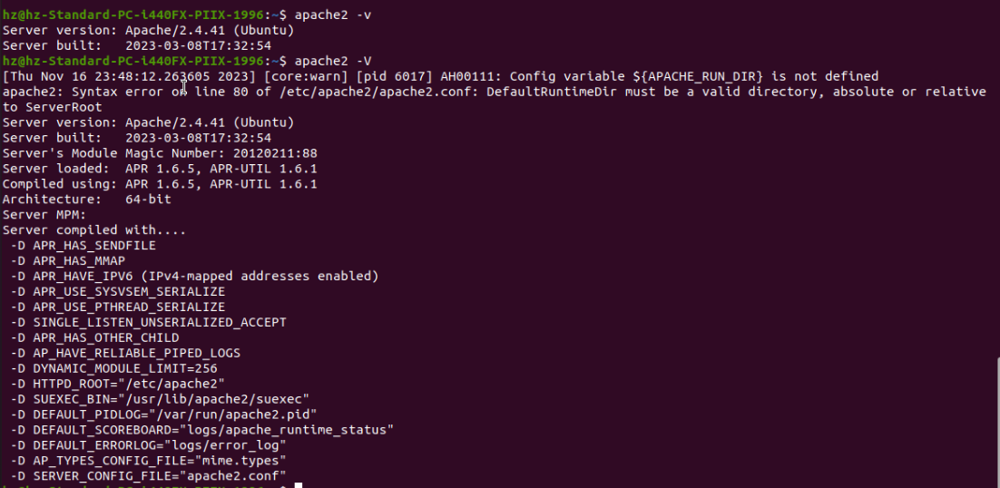 hz@hz-Standard-PC-i440FX-PIIX-1996:~$ apache2 -v
Server version: Apache/2.4.41 (Ubuntu)
Server built:   2023-03-08T17:32:54
hz@hz-Standard-PC-i440FX-PIIX-1996:~$ apache2 -V
[Thu Nov 16 23:48:12.263605 2023] [core:warn] [pid 6017] AH00111: Config variable ${APACHE_RUN_DIR} is not defined
apache2: Syntax error on line 80 of /etc/apache2/apache2.conf: DefaultRuntimeDir must be a valid directory, absolute or relative
to ServerRoot
Server version: Apache/2.4.41 (Ubuntu)
Server built:   2023-03-08T17:32:54
Server's Module Magic Number: 20120211:88
Server loaded:  APR 1.6.5, APR-UTIL 1.6.1
Compiled using: APR 1.6.5, APR-UTIL 1.6.1
Architecture:   64-bit
Server MPM:
Server compiled with....
 -D APR_HAS_SENDFILE
 -D APR_HAS_MMAP
 -D APR_HAVE_IPV6 (IPv4-mapped addresses enabled)
 -D APR_USE_SYSVSEM_SERIALIZE
 -D APR_USE_PTHREAD_SERIALIZE
 -D SINGLE_LISTEN_UNSERIALIZED_ACCEPT
 -D APR_HAS_OTHER_CHILD
 -D AP_HAVE_RELIABLE_PIPED_LOGS
 -D DYNAMIC_MODULE_LIMIT=256
 -D HTTPD_ROOT="/etc/apache2"
 -D SUEXEC_BIN="/usr/lib/apache2/suexec"
 -D DEFAULT_PIDLOG="/var/run/apache2.pid"
 -D DEFAULT_SCOREBOARD="logs/apache_runtime_status"
 -D DEFAULT_ERRORLOG="logs/error_log"
 -D AP_TYPES_CONFIG_FILE="mime.types"
 -D SERVER_CONFIG_FILE="apache2.conf"
hz@hz-Standard-PC-i440FX-PIIX-1996:~$